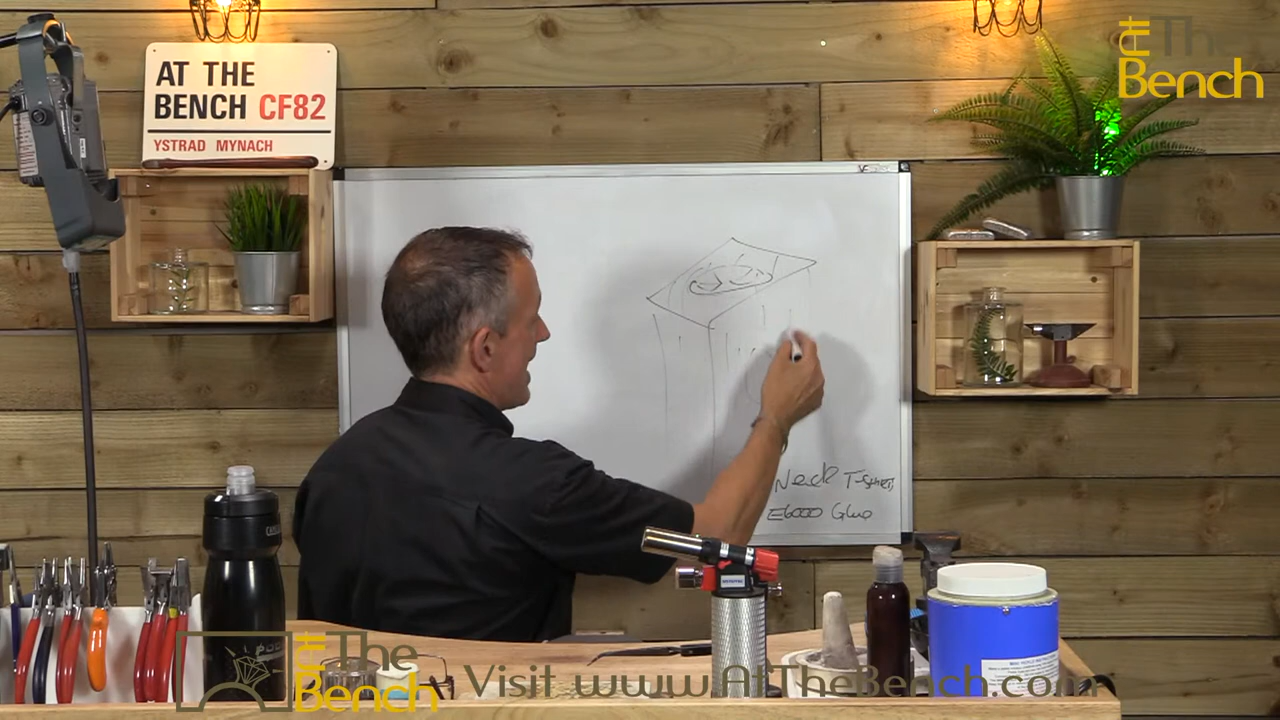 AT THE
BENCH CF82
YSTRAD MYNACH
At The
Bench
Neck T-SHIRTS
E6000 Glue
At The
Bench
Visit www.AtTheBench.com